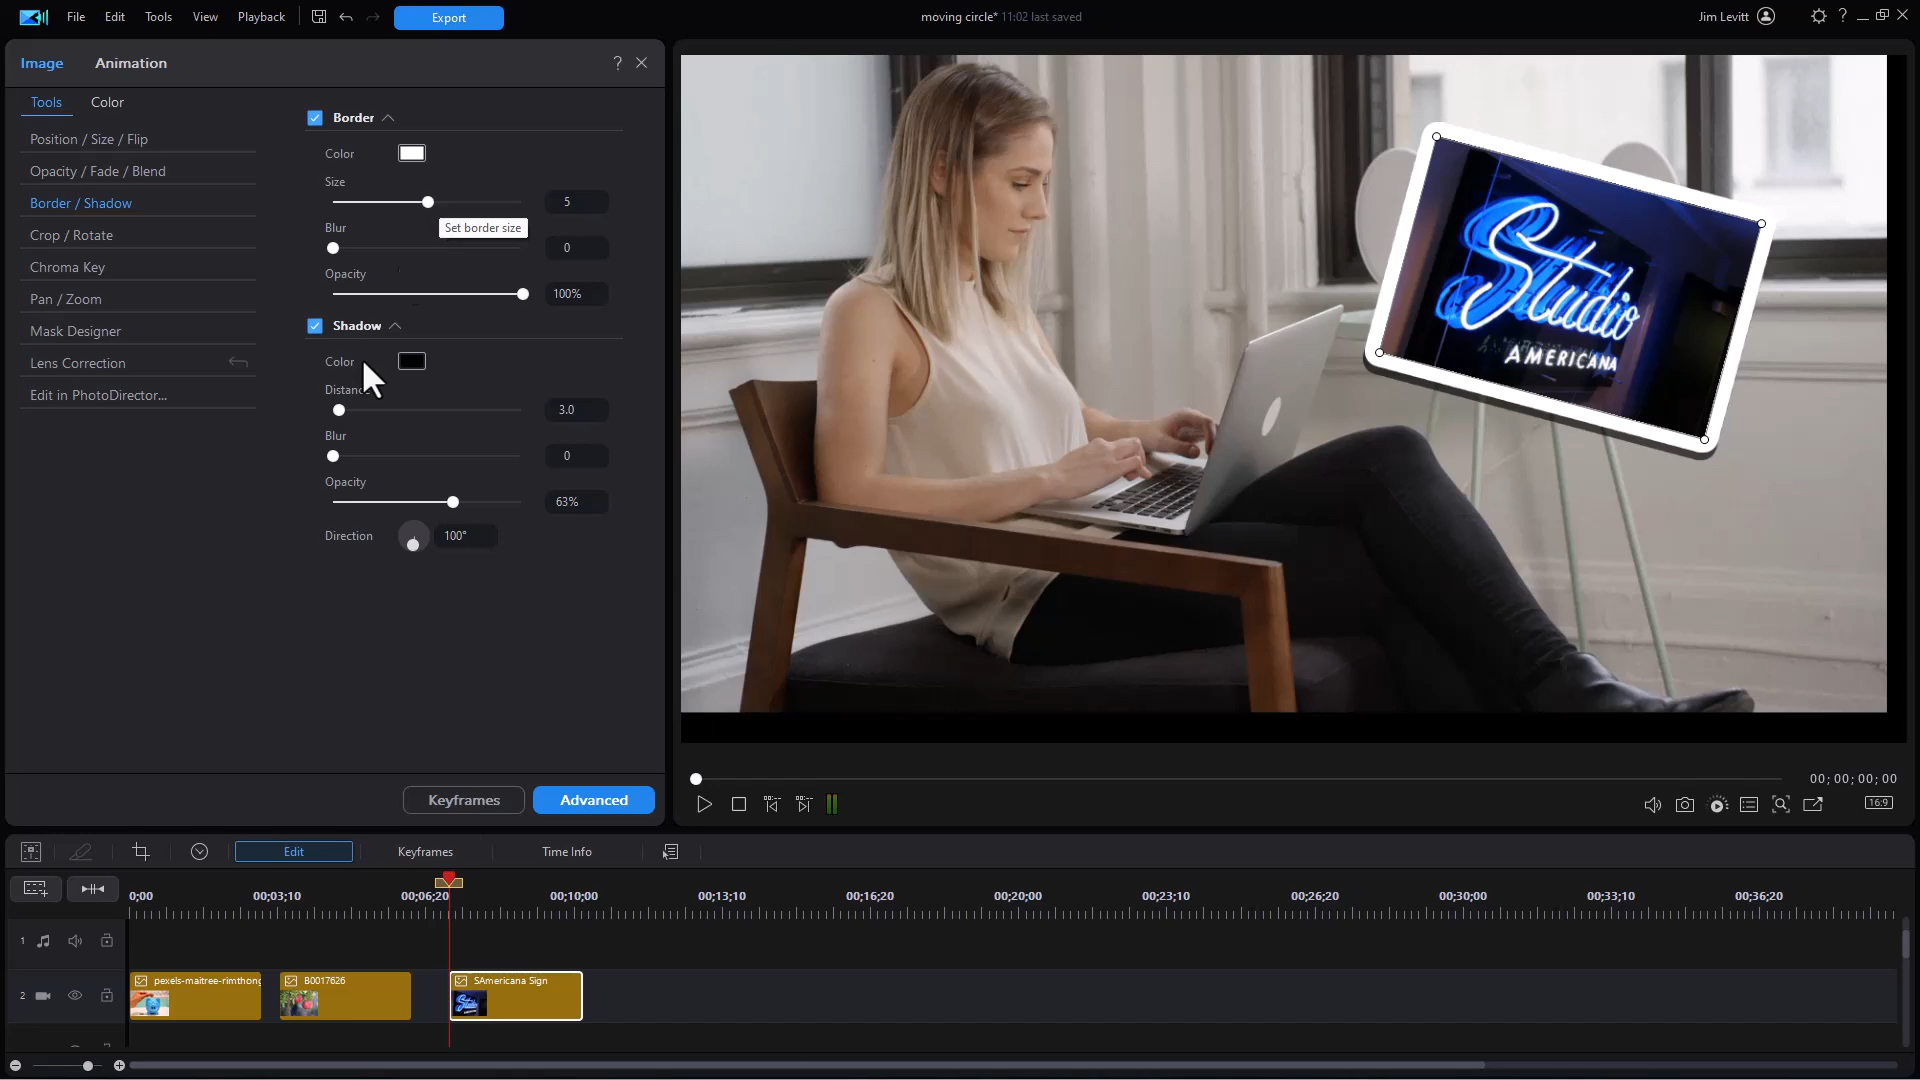 File Edit Tools View Playback Export moving circle* 11:02 last saved Jim Levitt ?
Image Animation ?
Tools Color
Position / Size / Flip
Opacity / Fade / Blend
Border / Shadow
Crop / Rotate
Chroma Key
Pan / Zoom
Mask Designer
Lens Correction
Edit in PhotoDirector...
Border
Color
Size
5
Set border size
Blur
0
Opacity
100%
Shadow
Color
Distanc
3.0
Blur
0
Opacity
63%
Direction 100°
Keyframes Advanced
Studio
AMERICANA
00;00;00;00
16:9
Edit Keyframes Time Info
0;00 00;03;10 00;06;20 00;10;00 00;13;10 00;16;20 00;20;00 00;23;10 00;26;20 00;30;00 00;33;10 00;36;20
1
2 pexels-maitree-rimthong B0017626 SAmericana Sign